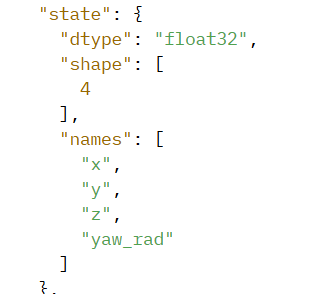 "state": {
"dtype": "float32",
"shape": [
4
],
"names": [
"x",
"y",
"z",
"yaw_rad"
]
},